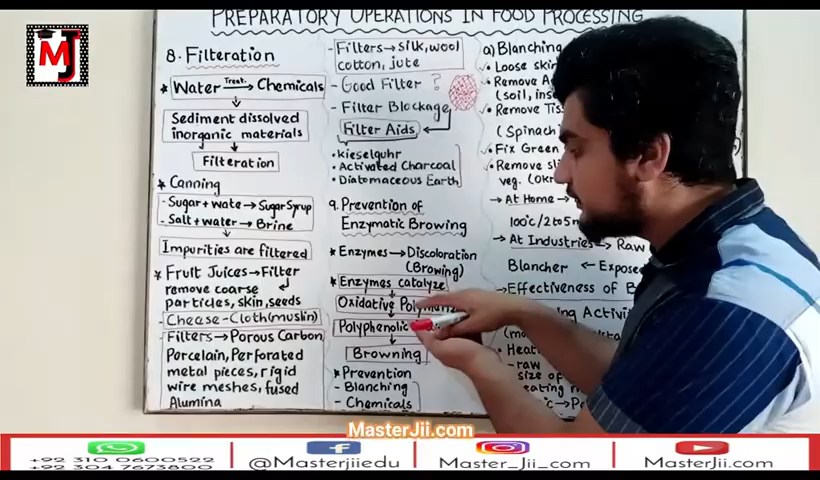 PREPARATORY OPERATIONS IN FOOD PROCESSING
MJ
8. Filteration
* Water Treat. → Chemicals
Sediment dissolved
inorganic materials
Filteration
* Canning
- Sugar + wate → Sugar Syrup
- Salt + water → Brine
Impurities are filtered
* Fruit Juices → Filter
remove coarse
particles, skin, seeds
- Cheese-Cloth (muslin)
- Filters → Porous Carbon
Porcelain, Perforated
metal pieces, rigid
wire meshes, fused
Alumina
- Filters → Silk, wool
cotton, jute
- Good Filter ?
- Filter Blockage
Filter Aids
• kieselguhr
• Activated Charcoal
• Diatomaceous Earth
9. Prevention of
Enzymatic Browing
* Enzymes → Discoloration
(Browing)
* Enzymes catalyze
Oxidative
Polyphenolic
Browning
* Prevention
- Blanching
- Chemicals
a) Blanching
• Loose skin
• Remove
(soil,
• Remove
(Spinach
• Fix Green
• Remove
veg.
→ At Home →
100°c/2 to 5
→ At Industries → Raw
Blancher ← Expose
→ Effectiveness of
Heat
- raw
size of
eating
MasterJii.com
+92 310 0600522
+92 304 7673800
@Masterjiiedu
Master_Jii_com
MasterJii.com